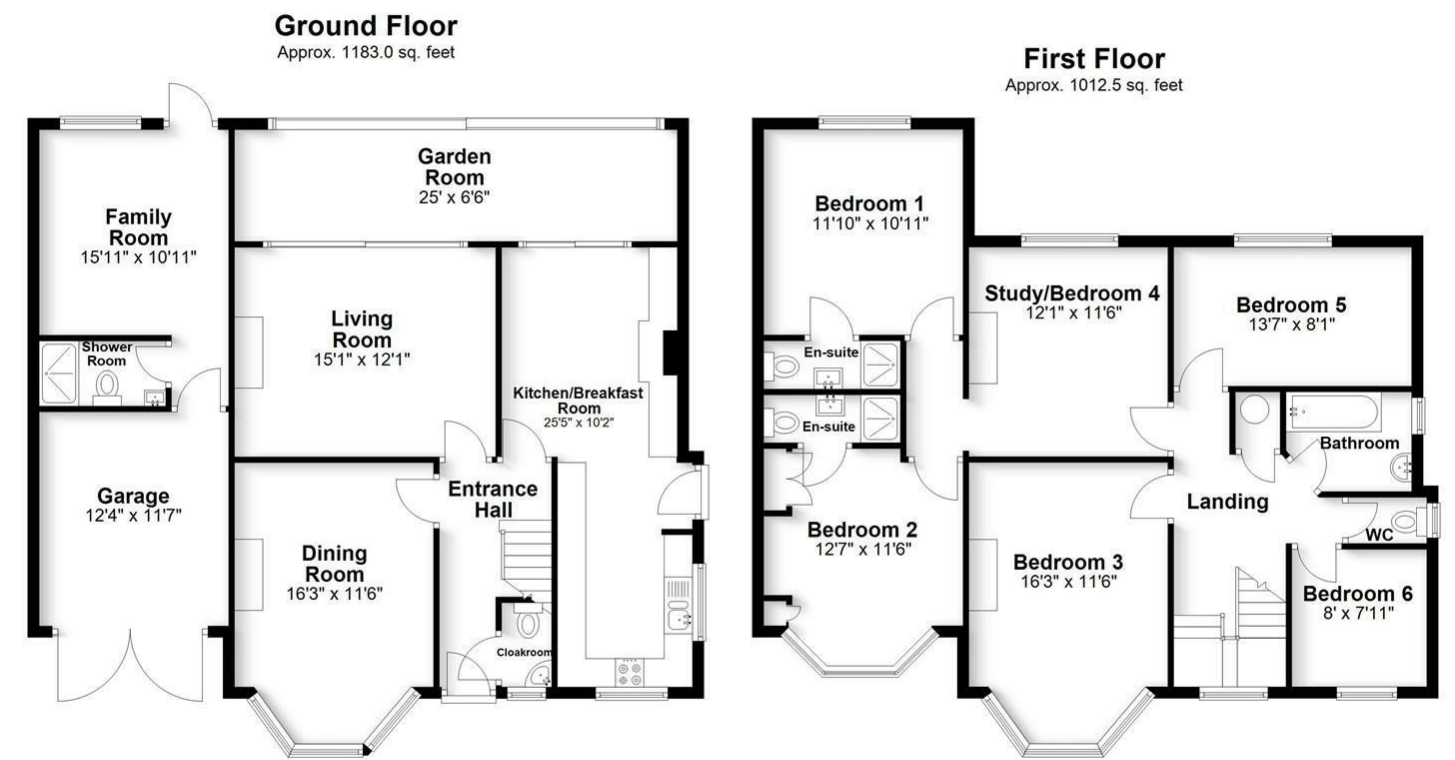 Ground Floor
Approx. 1183.0 sq. feet
Garden
Room
25' x 6'6"
Family
Room
15'11" x 10'11"
Living
Room
15'1" x 12'1"
Shower
Room
Kitchen/Breakfast
Room
25'5" x 10'2"
Garage
12'4" x 11'7"
Entrance
Hall
Dining
Room
16'3" x 11'6"
Cloakroom
First Floor
Approx. 1012.5 sq. feet
Bedroom 1
11'10" x 10'11"
Study/Bedroom 4
12'1" x 11'6"
Bedroom 5
13'7" x 8'1"
En-suite
En-suite
Bathroom
Landing
Bedroom 2
12'7" x 11'6"
WC
Bedroom 3
16'3" x 11'6"
Bedroom 6
8' x 7'11"